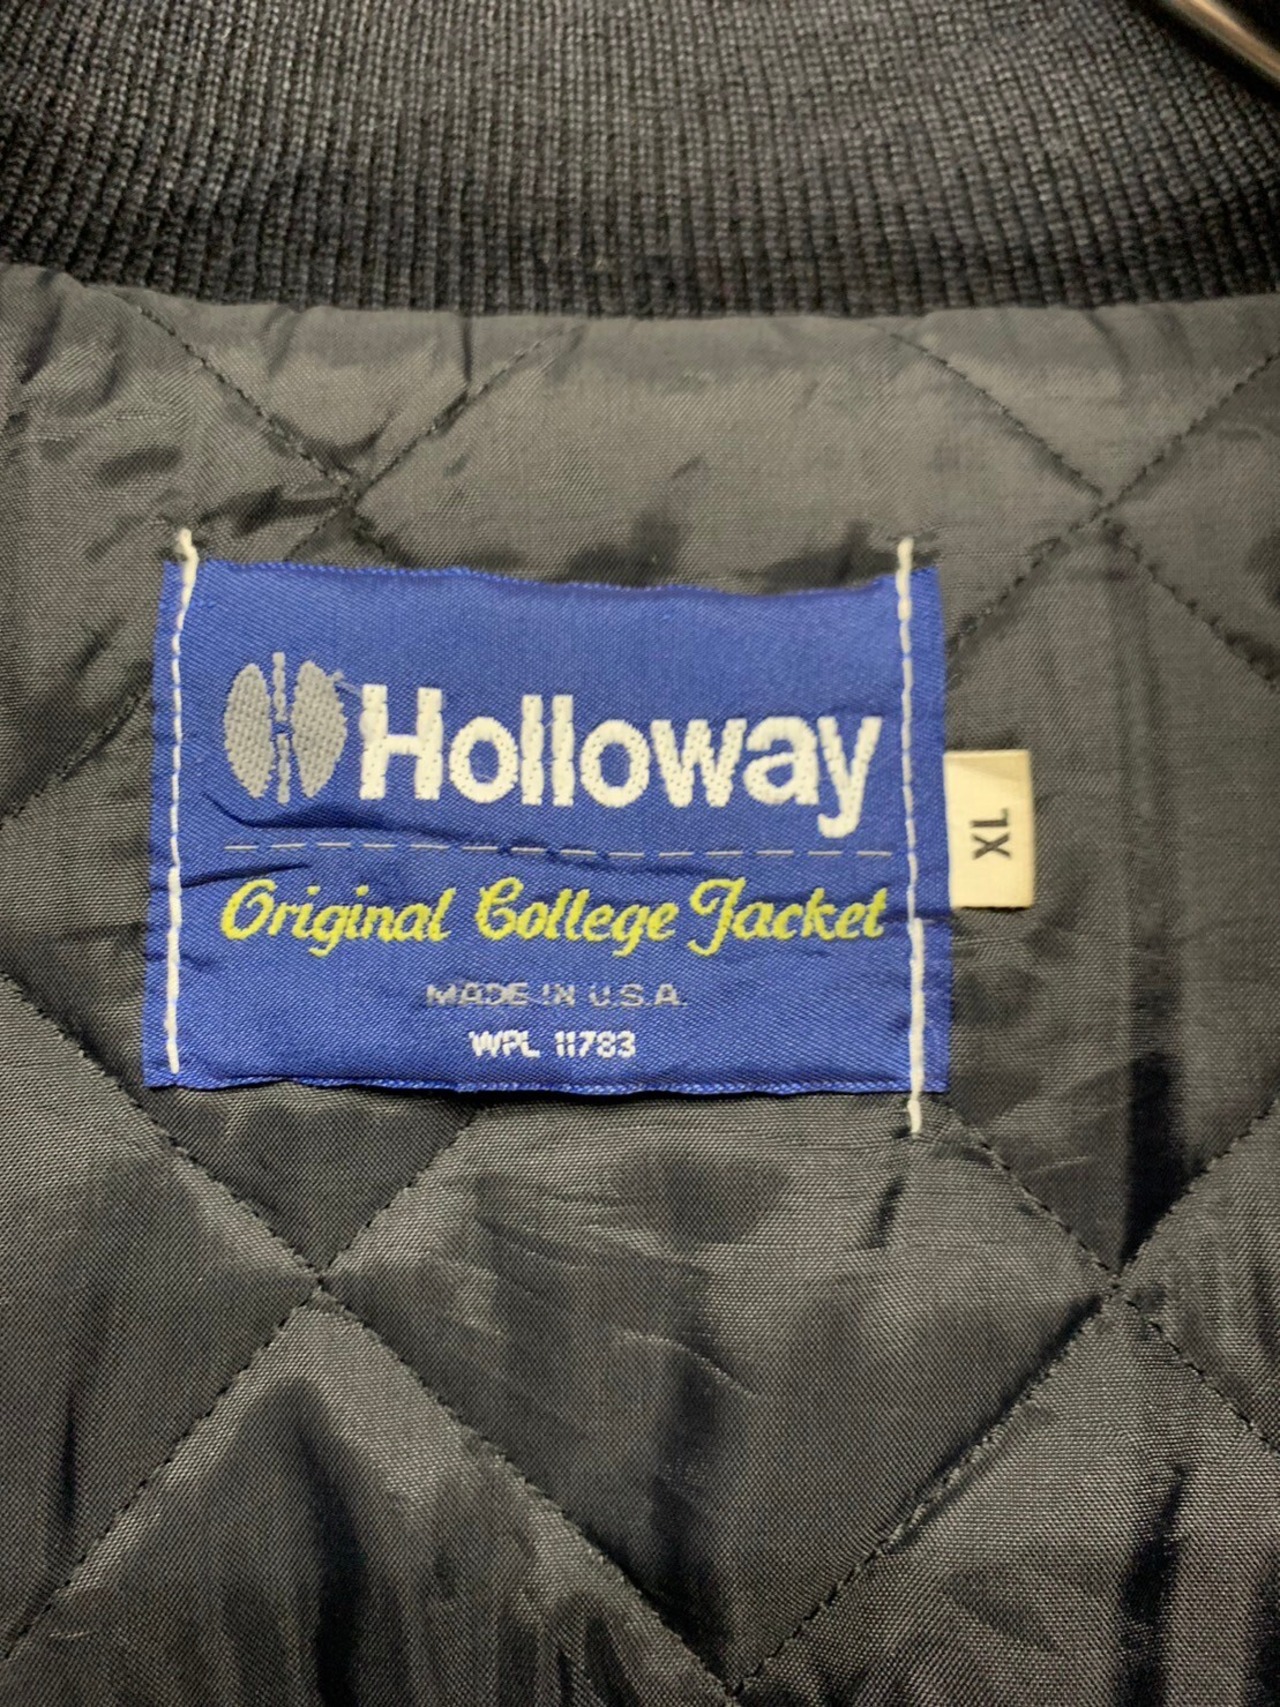 Holloway
Original College Jacket
MADE IN U.S.A.
WPL 11783
XL